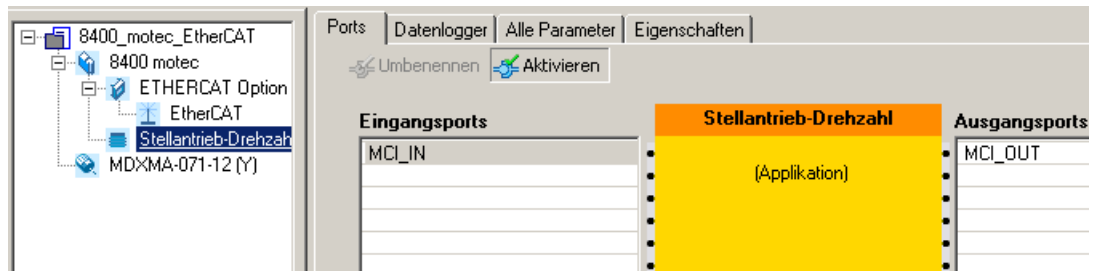 8400_motec_EtherCAT
8400 motec
ETHERCAT Option
EtherCAT
Stellantrieb-Drehzah
MDXMA-071-12 (Y)
Ports Datenlogger Alle Parameter Eigenschaften
Umbenennen Aktivieren
Eingangsports
MCI_IN
Stellantrieb-Drehzahl
(Applikation)
Ausgangsports
MCI_OUT